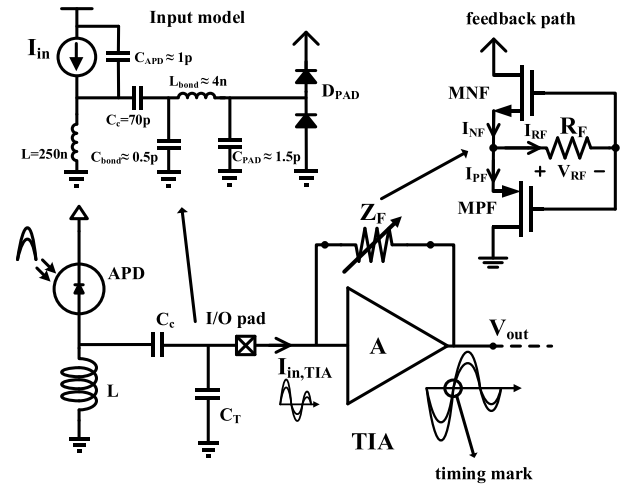 Input model
feedback path
I_in
C_APD ≈ 1p
L_bond ≈ 4n
D_PAD
C_c=70p
L=250n
C_bond ≈ 0.5p
C_PAD ≈ 1.5p
MNF
I_NF
I_RF
R_F
I_PF
+ V_RF −
MPF
Z_F
APD
C_c
I/O pad
V_out
A
I_in,TIA
L
C_T
TIA
timing mark